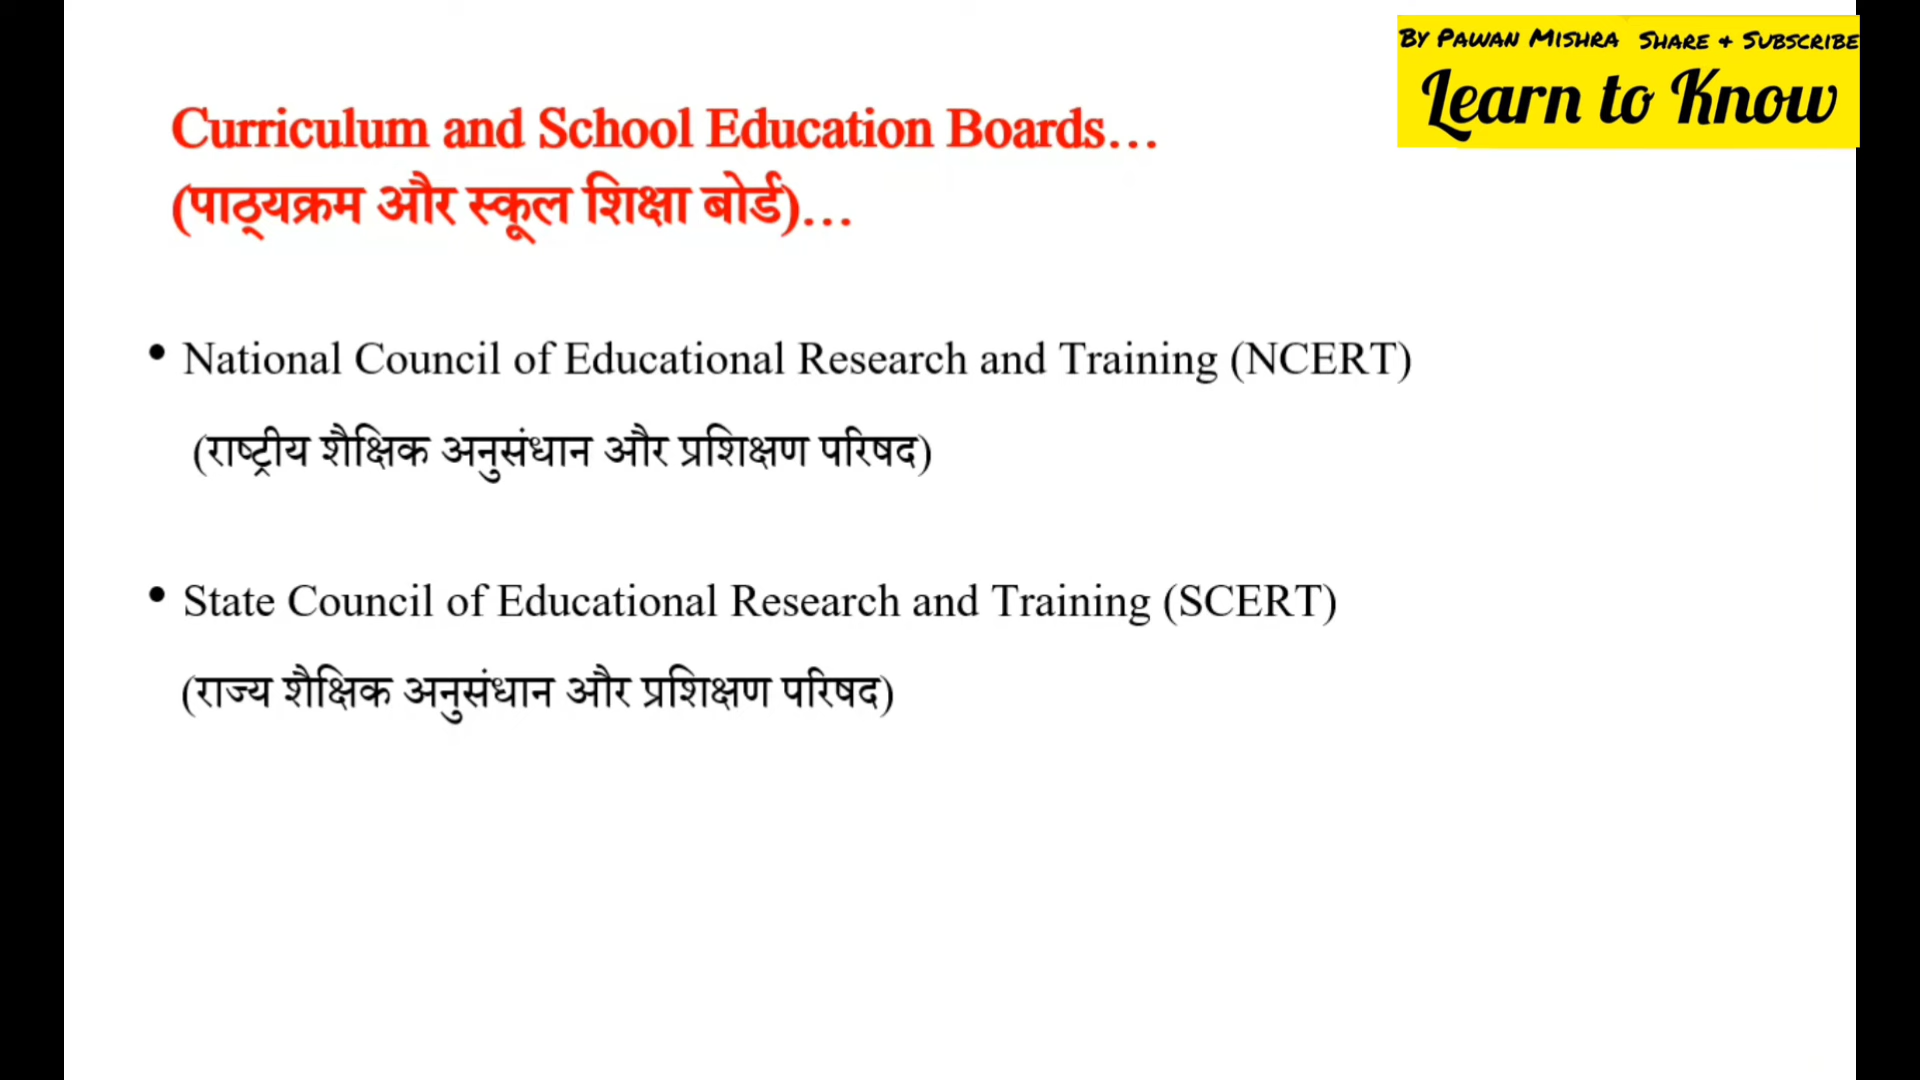 By Pawan Mishra Share + Subscribe
Learn to Know
Curriculum and School Education Boards...
(पाठ्यक्रम और स्कूल शिक्षा बोर्ड)...
• National Council of Educational Research and Training (NCERT)
(राष्ट्रीय शैक्षिक अनुसंधान और प्रशिक्षण परिषद)
• State Council of Educational Research and Training (SCERT)
(राज्य शैक्षिक अनुसंधान और प्रशिक्षण परिषद)